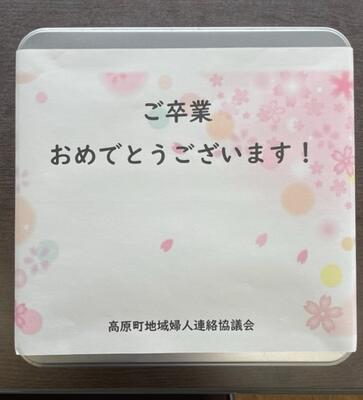 ご卒業
おめでとうございます！
高原町地域婦人連絡協議会